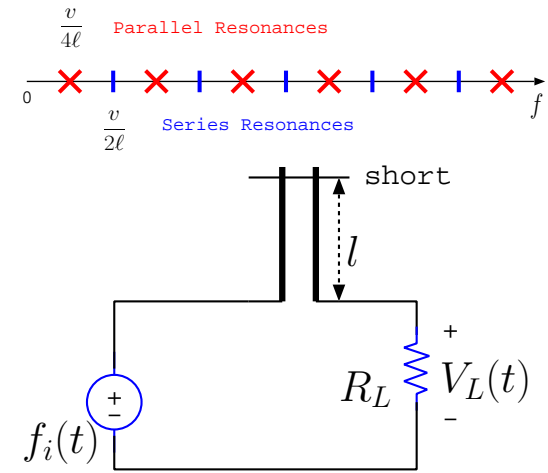 v/4ℓ Parallel Resonances
0 f
v/2ℓ Series Resonances
short
l
+
+ R_L V_L(t)
−
f_i(t) −